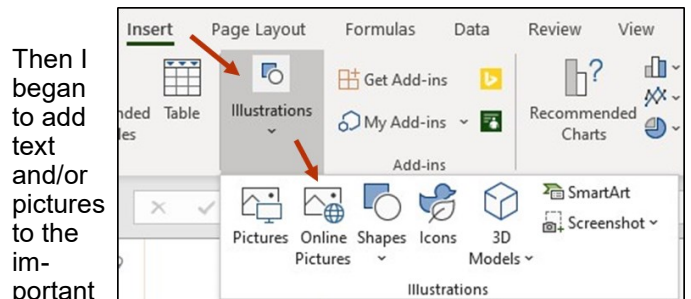 Then I
began
to add
text
and/or
pictures
to the
im-
portant
Insert Page Layout Formulas Data Review View
nded Table Illustrations Get Add-ins Recommended
les My Add-ins Charts
Add-ins
Pictures Online Shapes Icons 3D SmartArt
Pictures Models Screenshot
Illustrations